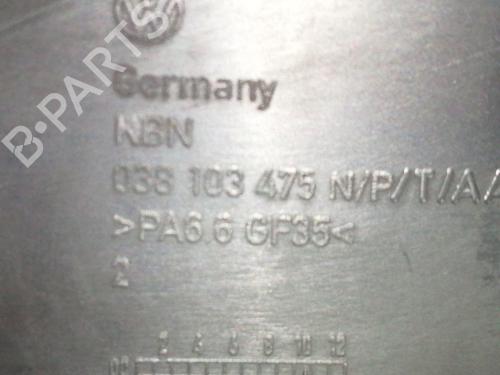 B-PARTS
Germany
NBN
038 103 475 N/P/T/A/
>PA6.6 GF35<
2
2 4 6 8 10 12